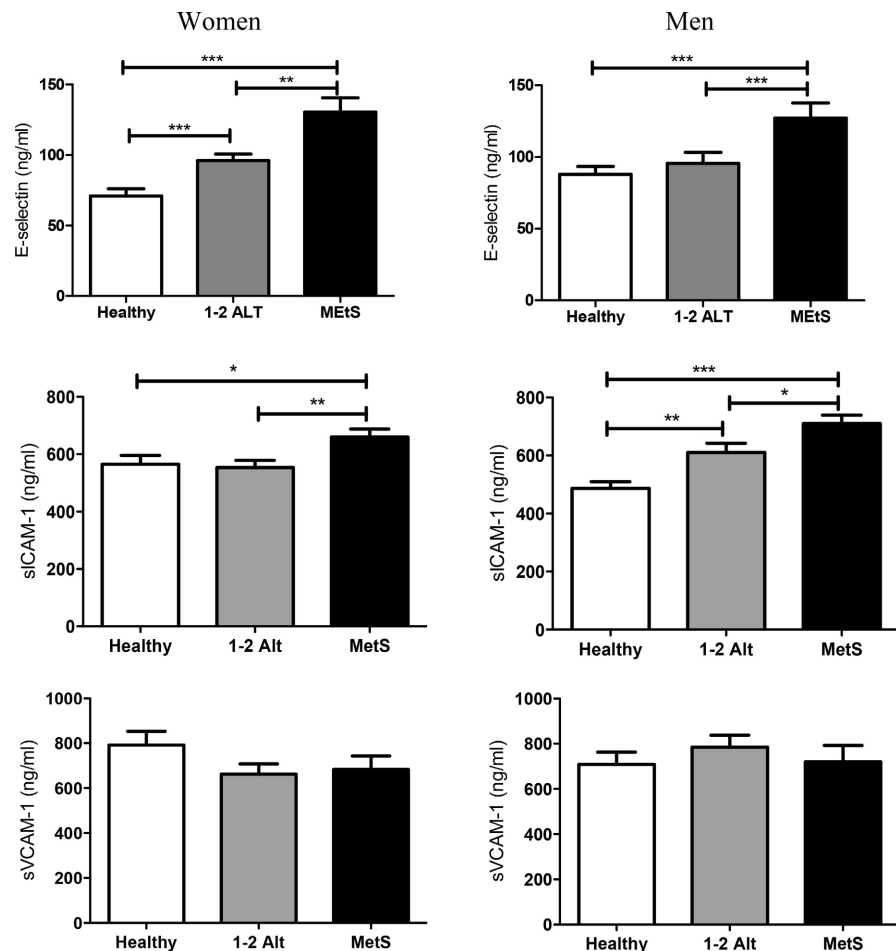 Women
Men
***
**
***
150
100
50
0
E-selectin (ng/ml)
Healthy 1-2 ALT MEtS
***
***
150
100
50
0
E-selectin (ng/ml)
Healthy 1-2 ALT MEtS
*
**
800
600
400
200
0
sICAM-1 (ng/ml)
Healthy 1-2 Alt MetS
***
*
**
800
600
400
200
0
sICAM-1 (ng/ml)
Healthy 1-2 Alt MetS
1000
800
600
400
200
0
sVCAM-1 (ng/ml)
Healthy 1-2 Alt MetS
1000
800
600
400
200
0
sVCAM-1 (ng/ml)
Healthy 1-2 Alt MetS